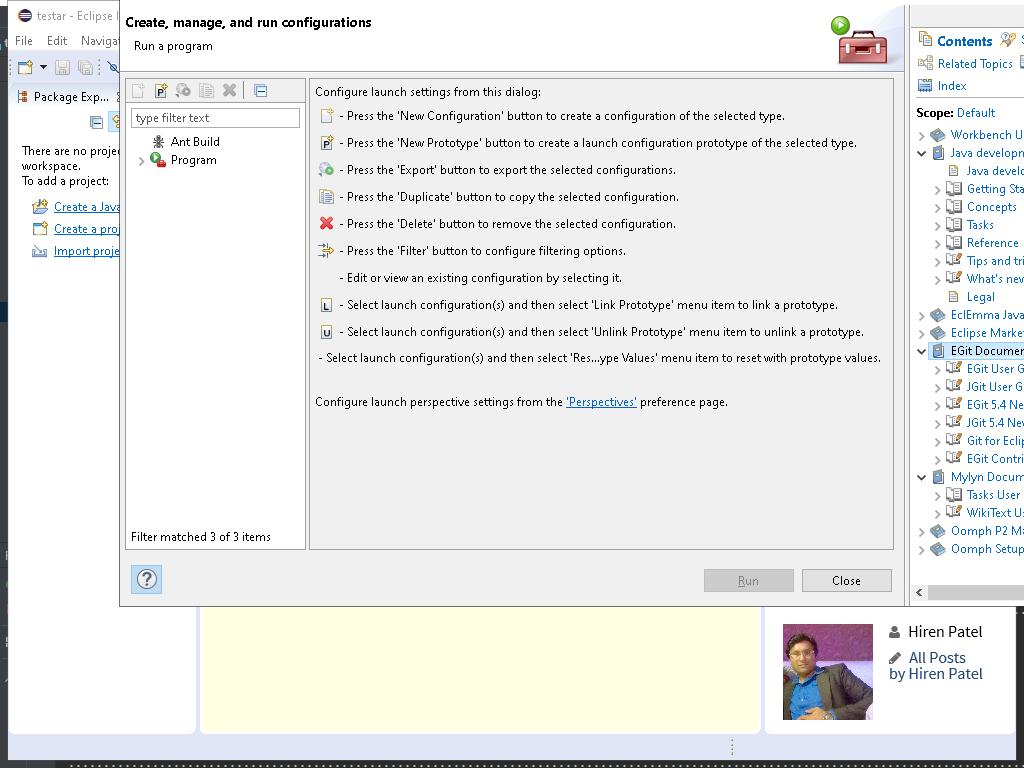 testar - Eclipse I
File Edit Naviga
Package Exp...
There are no proje
workspace.
To add a project:
Create a Java
Create a proj
Import proje
Create, manage, and run configurations
Run a program
type filter text
Ant Build
Program
Filter matched 3 of 3 items
Configure launch settings from this dialog:
- Press the 'New Configuration' button to create a configuration of the selected type.
P - Press the 'New Prototype' button to create a launch configuration prototype of the selected type.
- Press the 'Export' button to export the selected configurations.
- Press the 'Duplicate' button to copy the selected configuration.
- Press the 'Delete' button to remove the selected configuration.
- Press the 'Filter' button to configure filtering options.
- Edit or view an existing configuration by selecting it.
L - Select launch configuration(s) and then select 'Link Prototype' menu item to link a prototype.
U - Select launch configuration(s) and then select 'Unlink Prototype' menu item to unlink a prototype.
- Select launch configuration(s) and then select 'Res...ype Values' menu item to reset with prototype values.
Configure launch perspective settings from the 'Perspectives' preference page.
?
Run Close
Contents
Related Topics
Index
Scope: Default
Workbench U
Java developn
Java develo
Getting Sta
Concepts
Tasks
Reference
Tips and tri
What's new
Legal
EclEmma Java
Eclipse Marke
EGit Documer
EGit User G
JGit User G
EGit 5.4 Ne
JGit 5.4 Nev
Git for Eclip
EGit Contri
Mylyn Docum
Tasks User
WikiText Us
Oomph P2 Ma
Oomph Setup
Hiren Patel
All Posts
by Hiren Patel